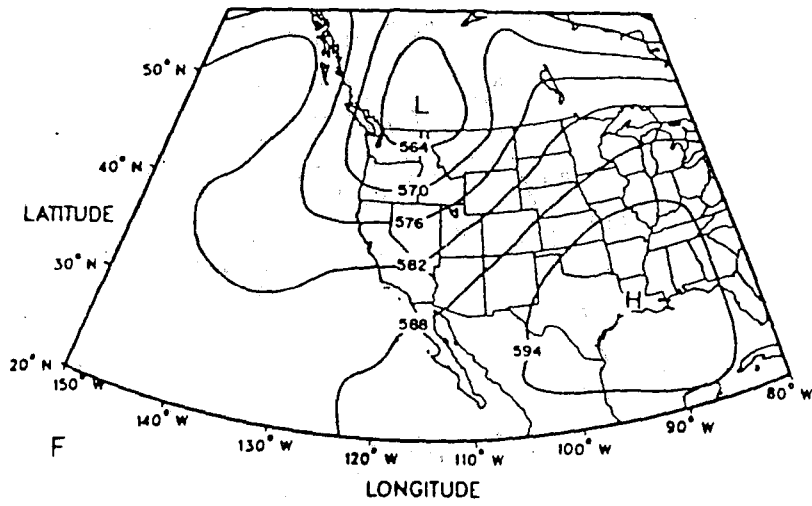 50° N
L
564
40° N
570
LATITUDE
576
30° N
582
H
588
594
20° N
150° W
80° W
140° W
90° W
F
130° W
100° W
120° W
110° W
LONGITUDE